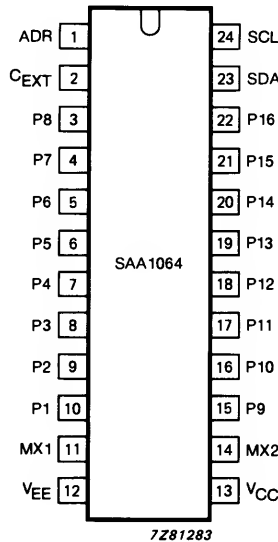 ADR 1 24 SCL
CEXT 2 23 SDA
P8 3 22 P16
P7 4 21 P15
P6 5 20 P14
P5 6 19 P13
SAA1064
P4 7 18 P12
P3 8 17 P11
P2 9 16 P10
P1 10 15 P9
MX1 11 14 MX2
VEE 12 13 VCC
7Z81283